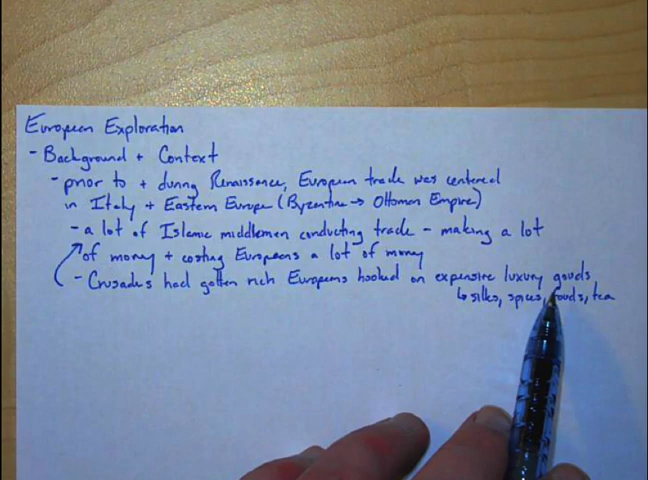 European Exploration
- Background + Context
- prior to + during Renaissance, European trade was centered
in Italy + Eastern Europe (Byzantine → Ottoman Empire)
- a lot of Islamic middlemen conducting trade - making a lot
of money + costing Europeans a lot of money
- Crusades had gotten rich Europeans hooked on expensive luxury goods
↳ silks, spices, foods, tea